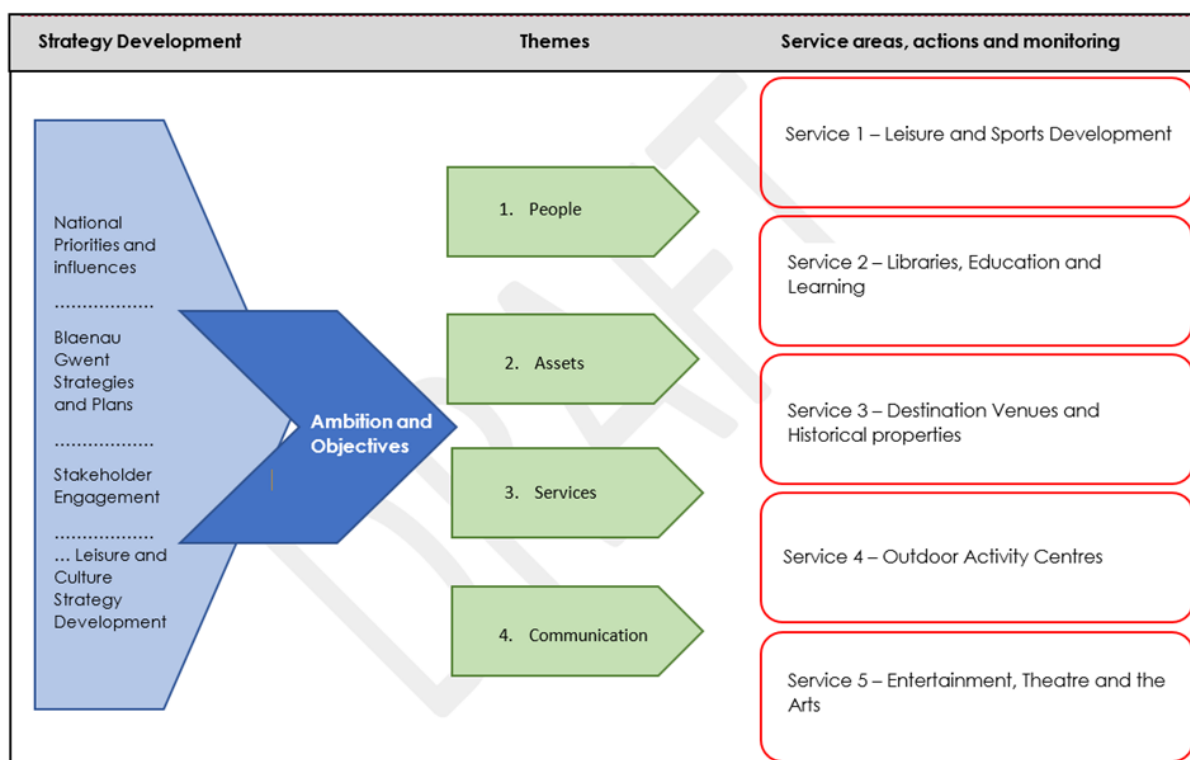 Strategy Development
Themes
Service areas, actions and monitoring
National
Priorities and
influences
..................
Blaenau
Gwent
Strategies
and Plans
..................
Stakeholder
Engagement
..................
... Leisure and
Culture
Strategy
Development
Ambition and
Objectives
1. People
2. Assets
3. Services
4. Communication
Service 1 – Leisure and Sports Development
Service 2 – Libraries, Education and
Learning
Service 3 – Destination Venues and
Historical properties
Service 4 – Outdoor Activity Centres
Service 5 – Entertainment, Theatre and the
Arts
DRAFT